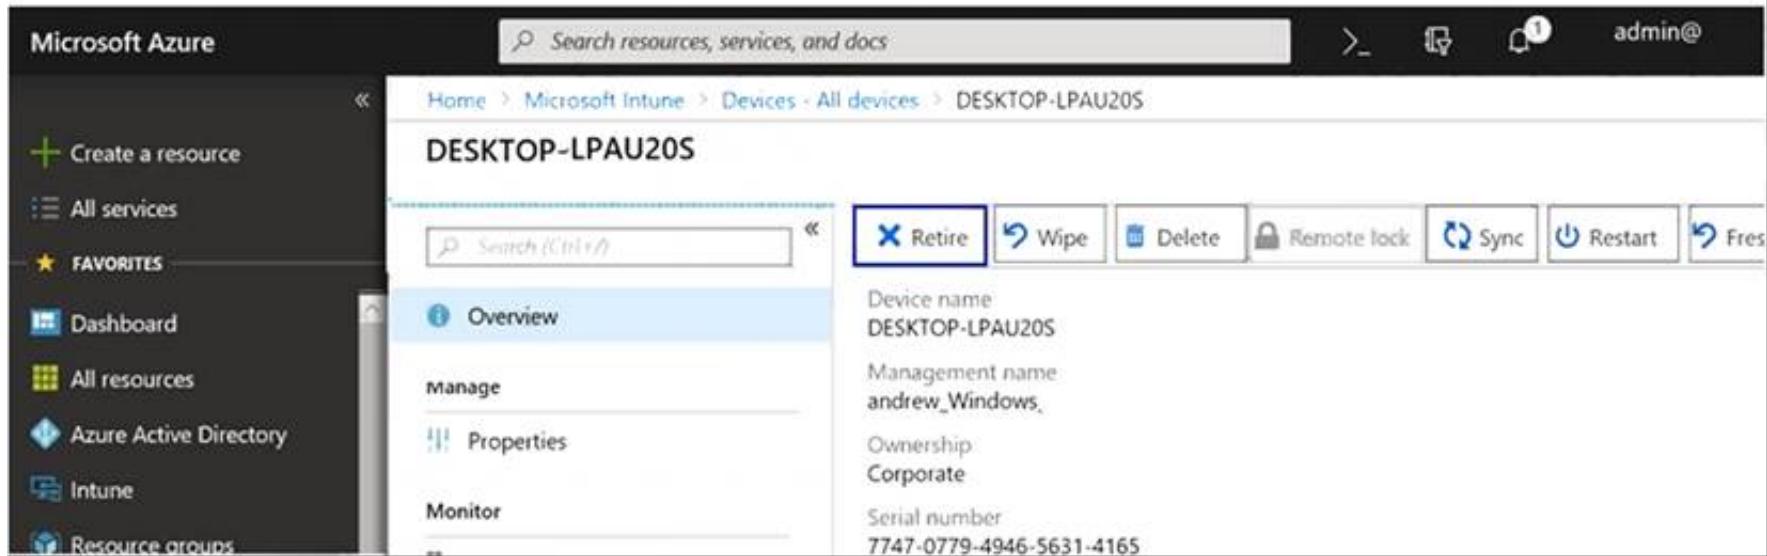 Microsoft Azure
Search resources, services, and docs
>_
1
admin@
«
Home > Microsoft Intune > Devices - All devices > DESKTOP-LPAU20S
DESKTOP-LPAU20S
Create a resource
All services
FAVORITES
Dashboard
All resources
Azure Active Directory
Intune
Resource groups
Search (Ctrl+/)
«
Overview
Manage
Properties
Monitor
Retire
Wipe
Delete
Remote lock
Sync
Restart
Fres
Device name
DESKTOP-LPAU20S
Management name
andrew_Windows_
Ownership
Corporate
Serial number
7747-0779-4946-5631-4165